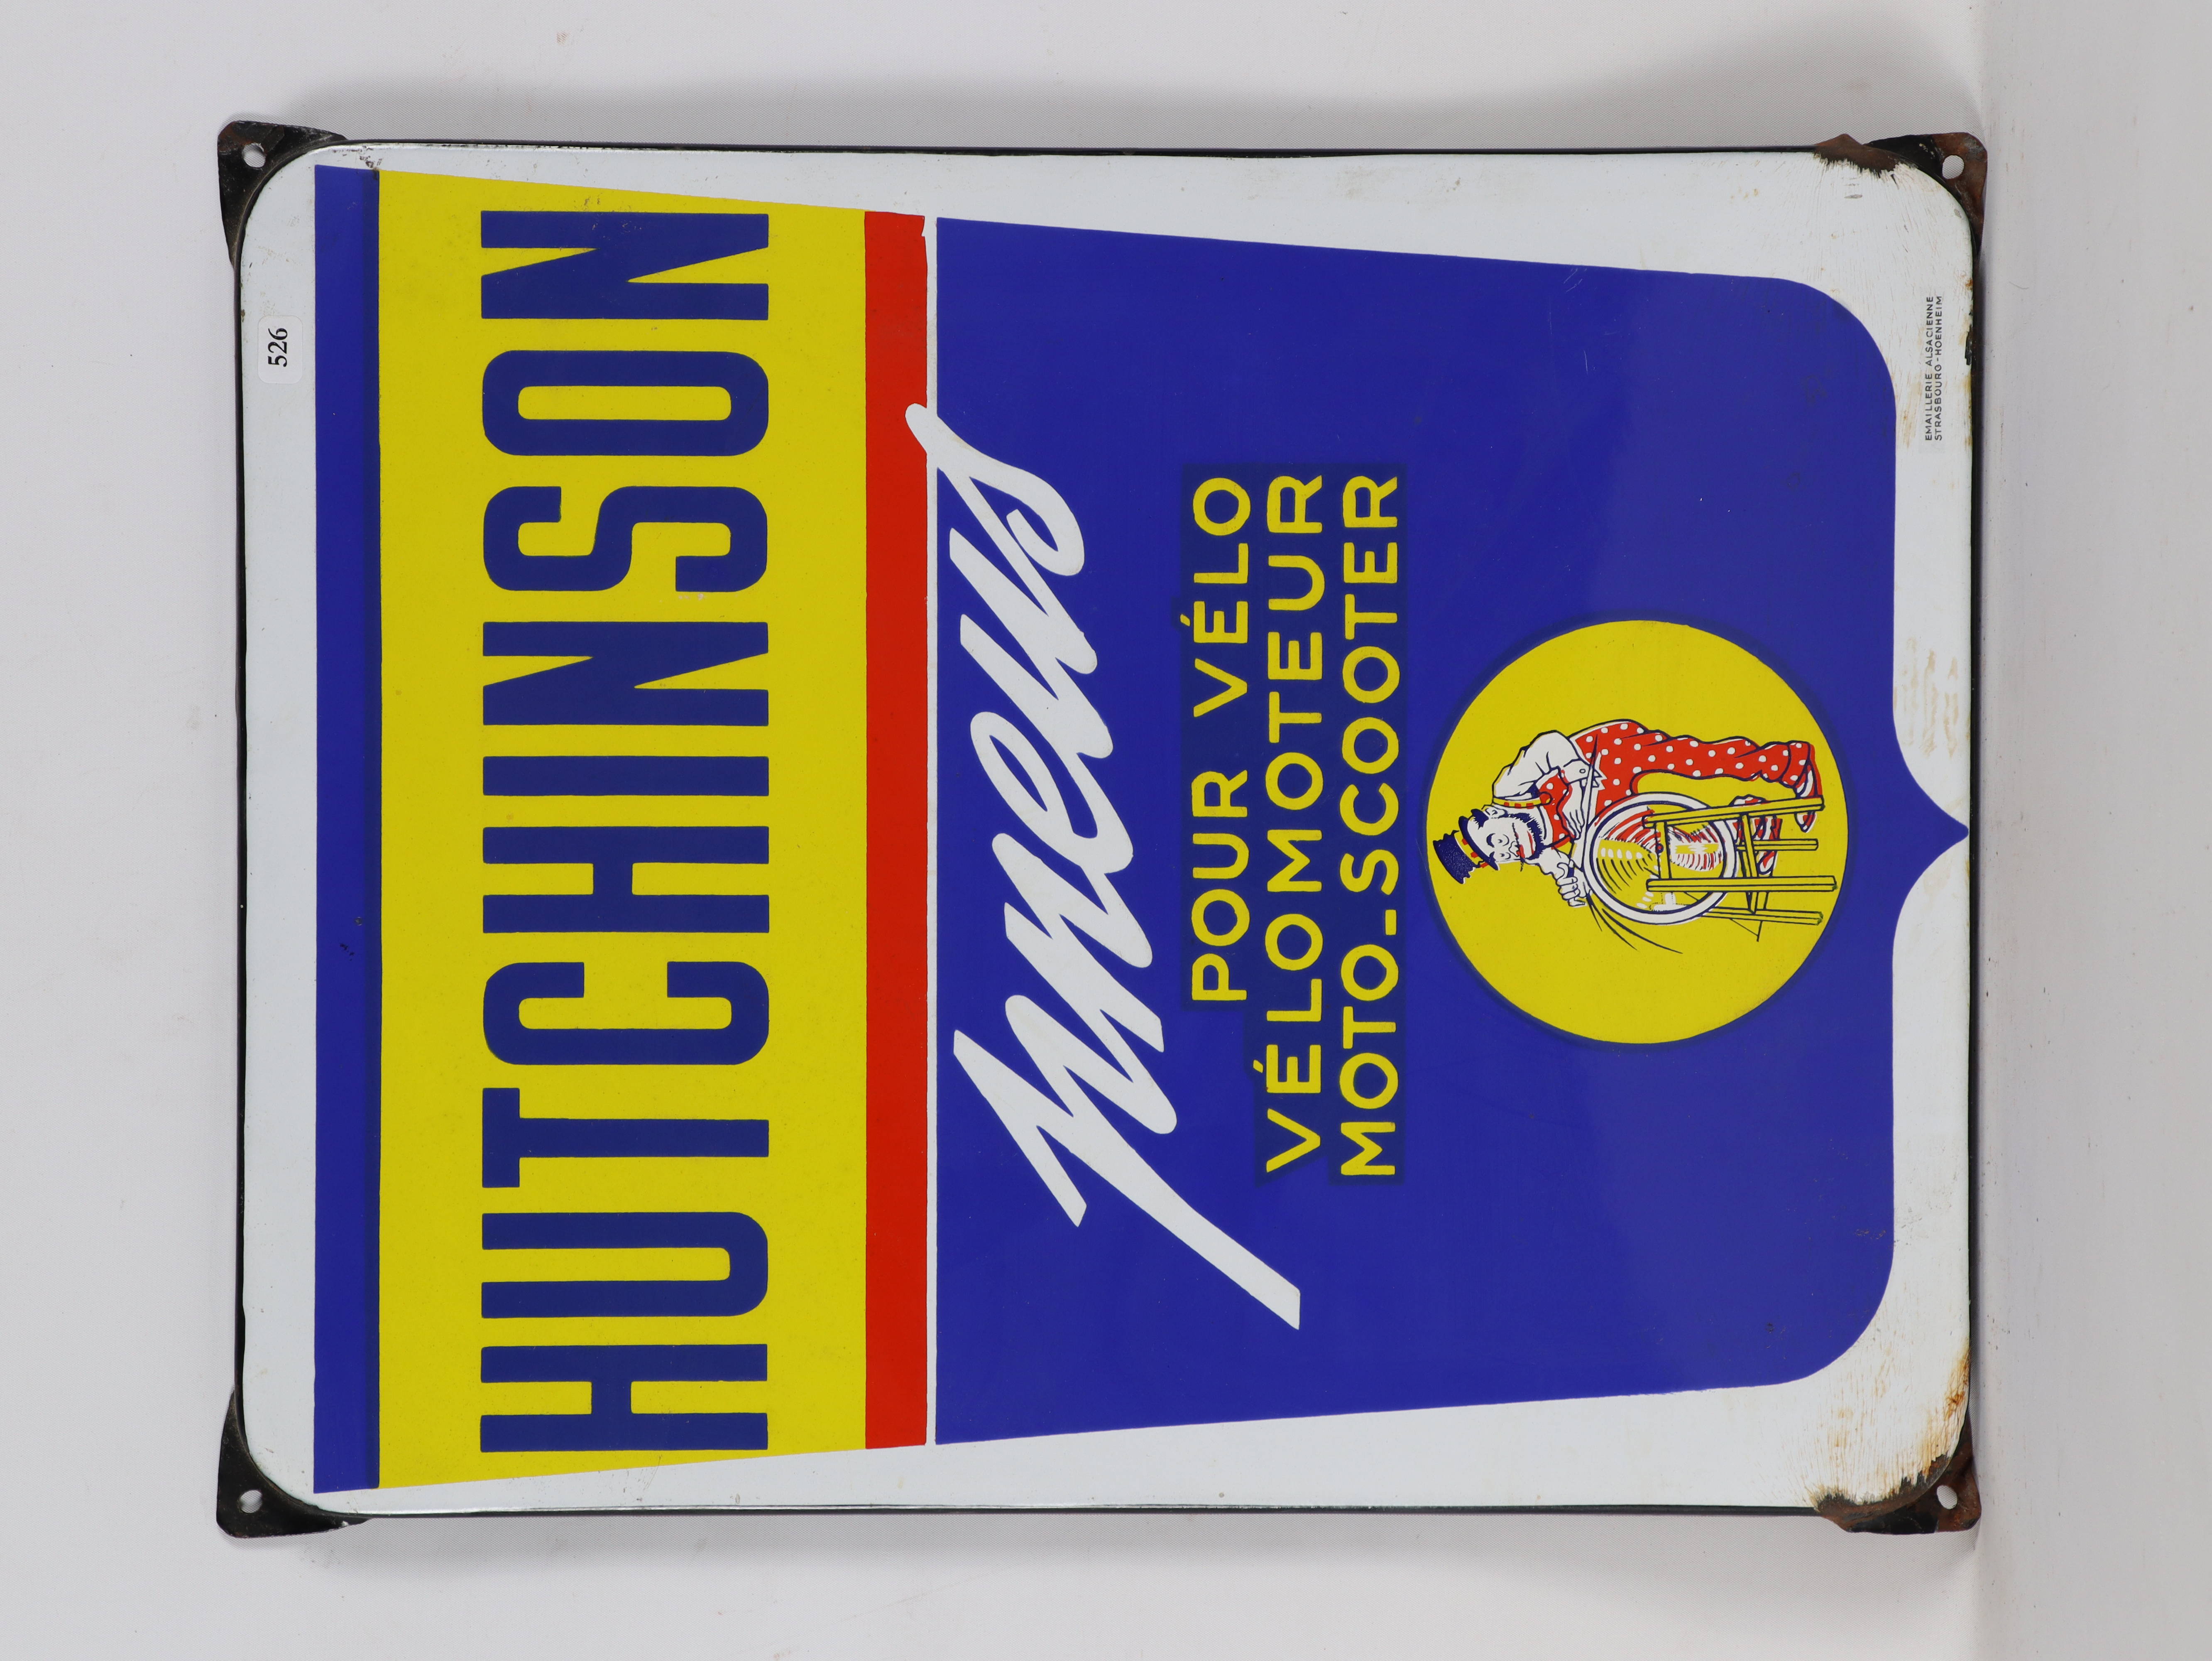 526
HUTCHINSON
Pneus
POUR VÉLO
VÉLOMOTEUR
MOTO_SCOOTER
EMAILLERIE ALSACIENNE
STRASBOURG-HOENHEIM